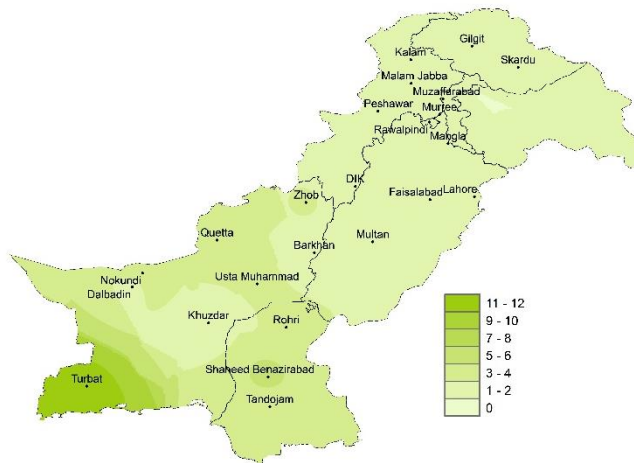 Gilgit
Kalam
Skardu
Malam Jabba
Muzaffarabad
Peshawar
Murree
Rawalpindi
Mangla
DIK
Zhob
Faisalabad
Lahore
Quetta
Multan
Barkhan
Nokundi
Usta Muhammad
Dalbadin
Khuzdar
Rohri
Turbat
Shaheed Benazirabad
Tandojam
11 - 12
9 - 10
7 - 8
5 - 6
3 - 4
1 - 2
0